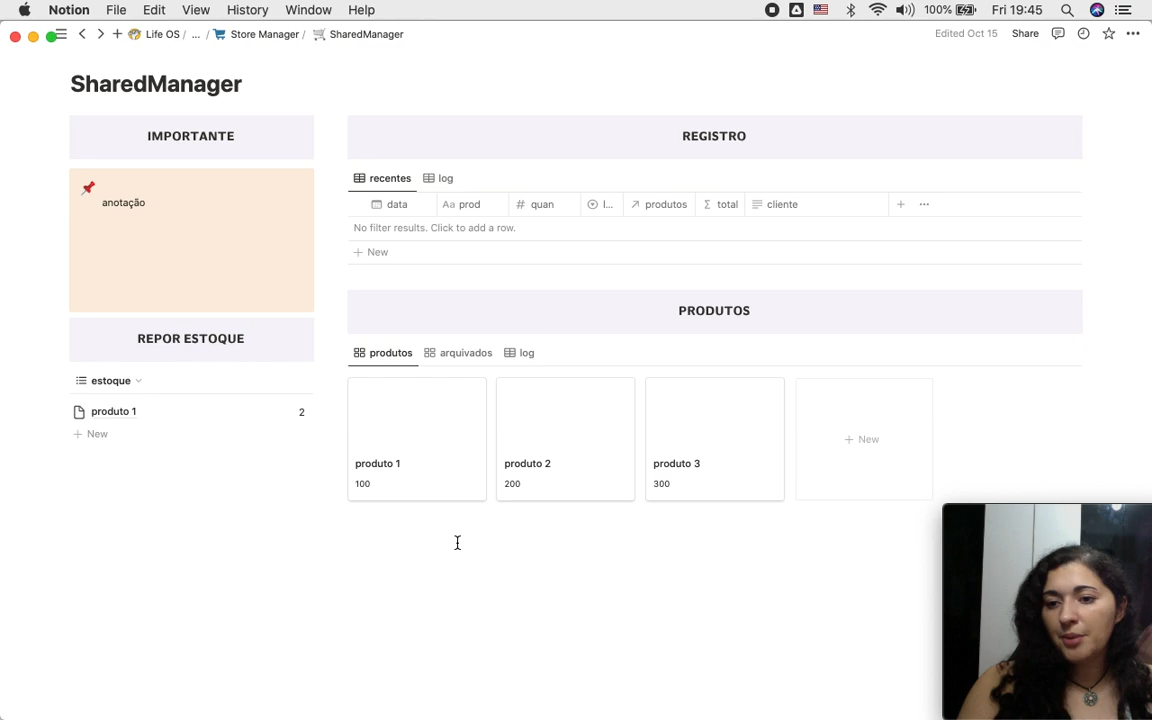 Notion File Edit View History Window Help 100% Fri 19:45
Life OS / ... / Store Manager / SharedManager Edited Oct 15 Share
SharedManager
IMPORTANTE
anotação
REPOR ESTOQUE
estoque
produto 1 2
+ New
REGISTRO
recentes log
data Aa prod # quan l... produtos Σ total cliente + ...
No filter results. Click to add a row.
+ New
PRODUTOS
produtos arquivados log
produto 1
100
produto 2
200
produto 3
300
+ New